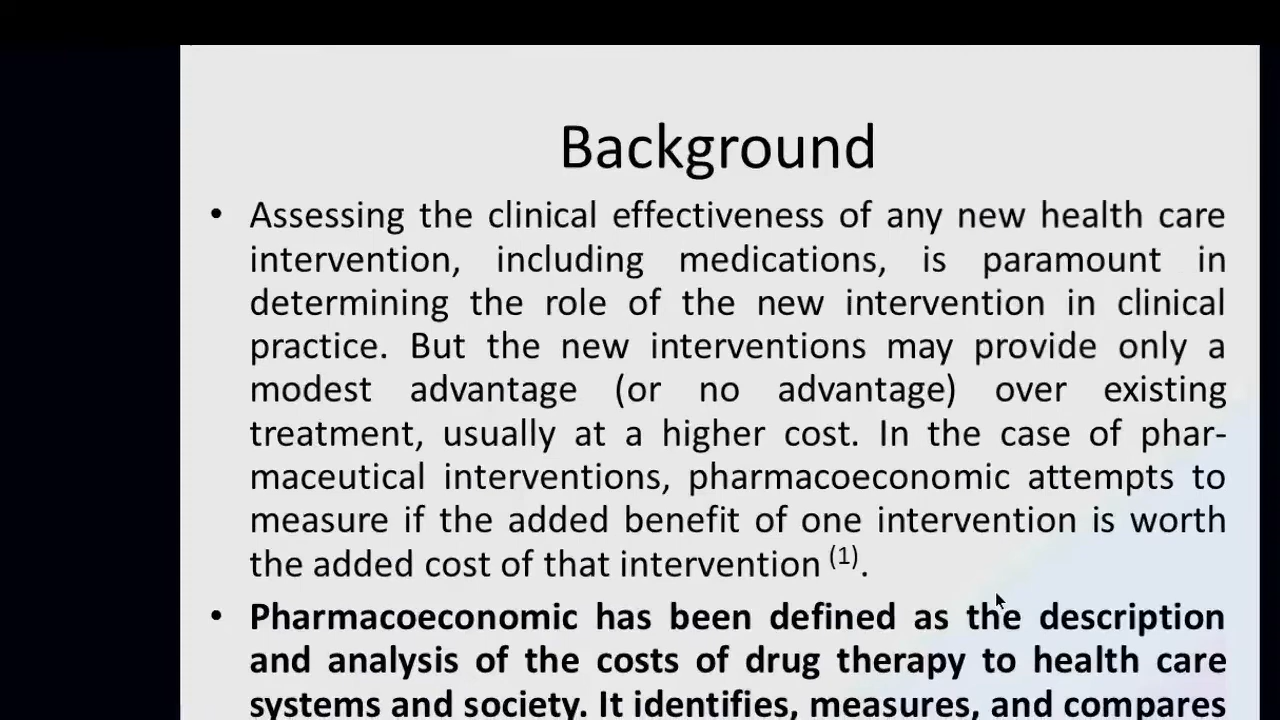 Background
• Assessing the clinical effectiveness of any new health care
intervention, including medications, is paramount in
determining the role of the new intervention in clinical
practice. But the new interventions may provide only a
modest advantage (or no advantage) over existing
treatment, usually at a higher cost. In the case of phar-
maceutical interventions, pharmacoeconomic attempts to
measure if the added benefit of one intervention is worth
the added cost of that intervention (1).
• Pharmacoeconomic has been defined as the description
and analysis of the costs of drug therapy to health care
systems and society. It identifies, measures, and compares